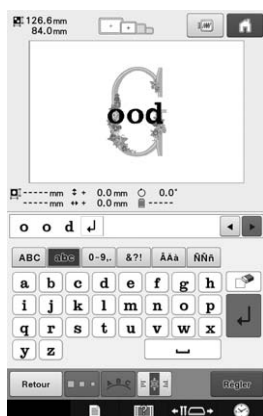 126.6mm
84.0mm
C
ood
-----mm + 0.0mm 0.0°
-----mm + 0.0mm -----
o o d ↲
ABC abc 0~9,. &?! ÄAà ÑÑñ
a b c d e f g h
i j k l m n o p
q r s t u v w x
y z
Retour Régler